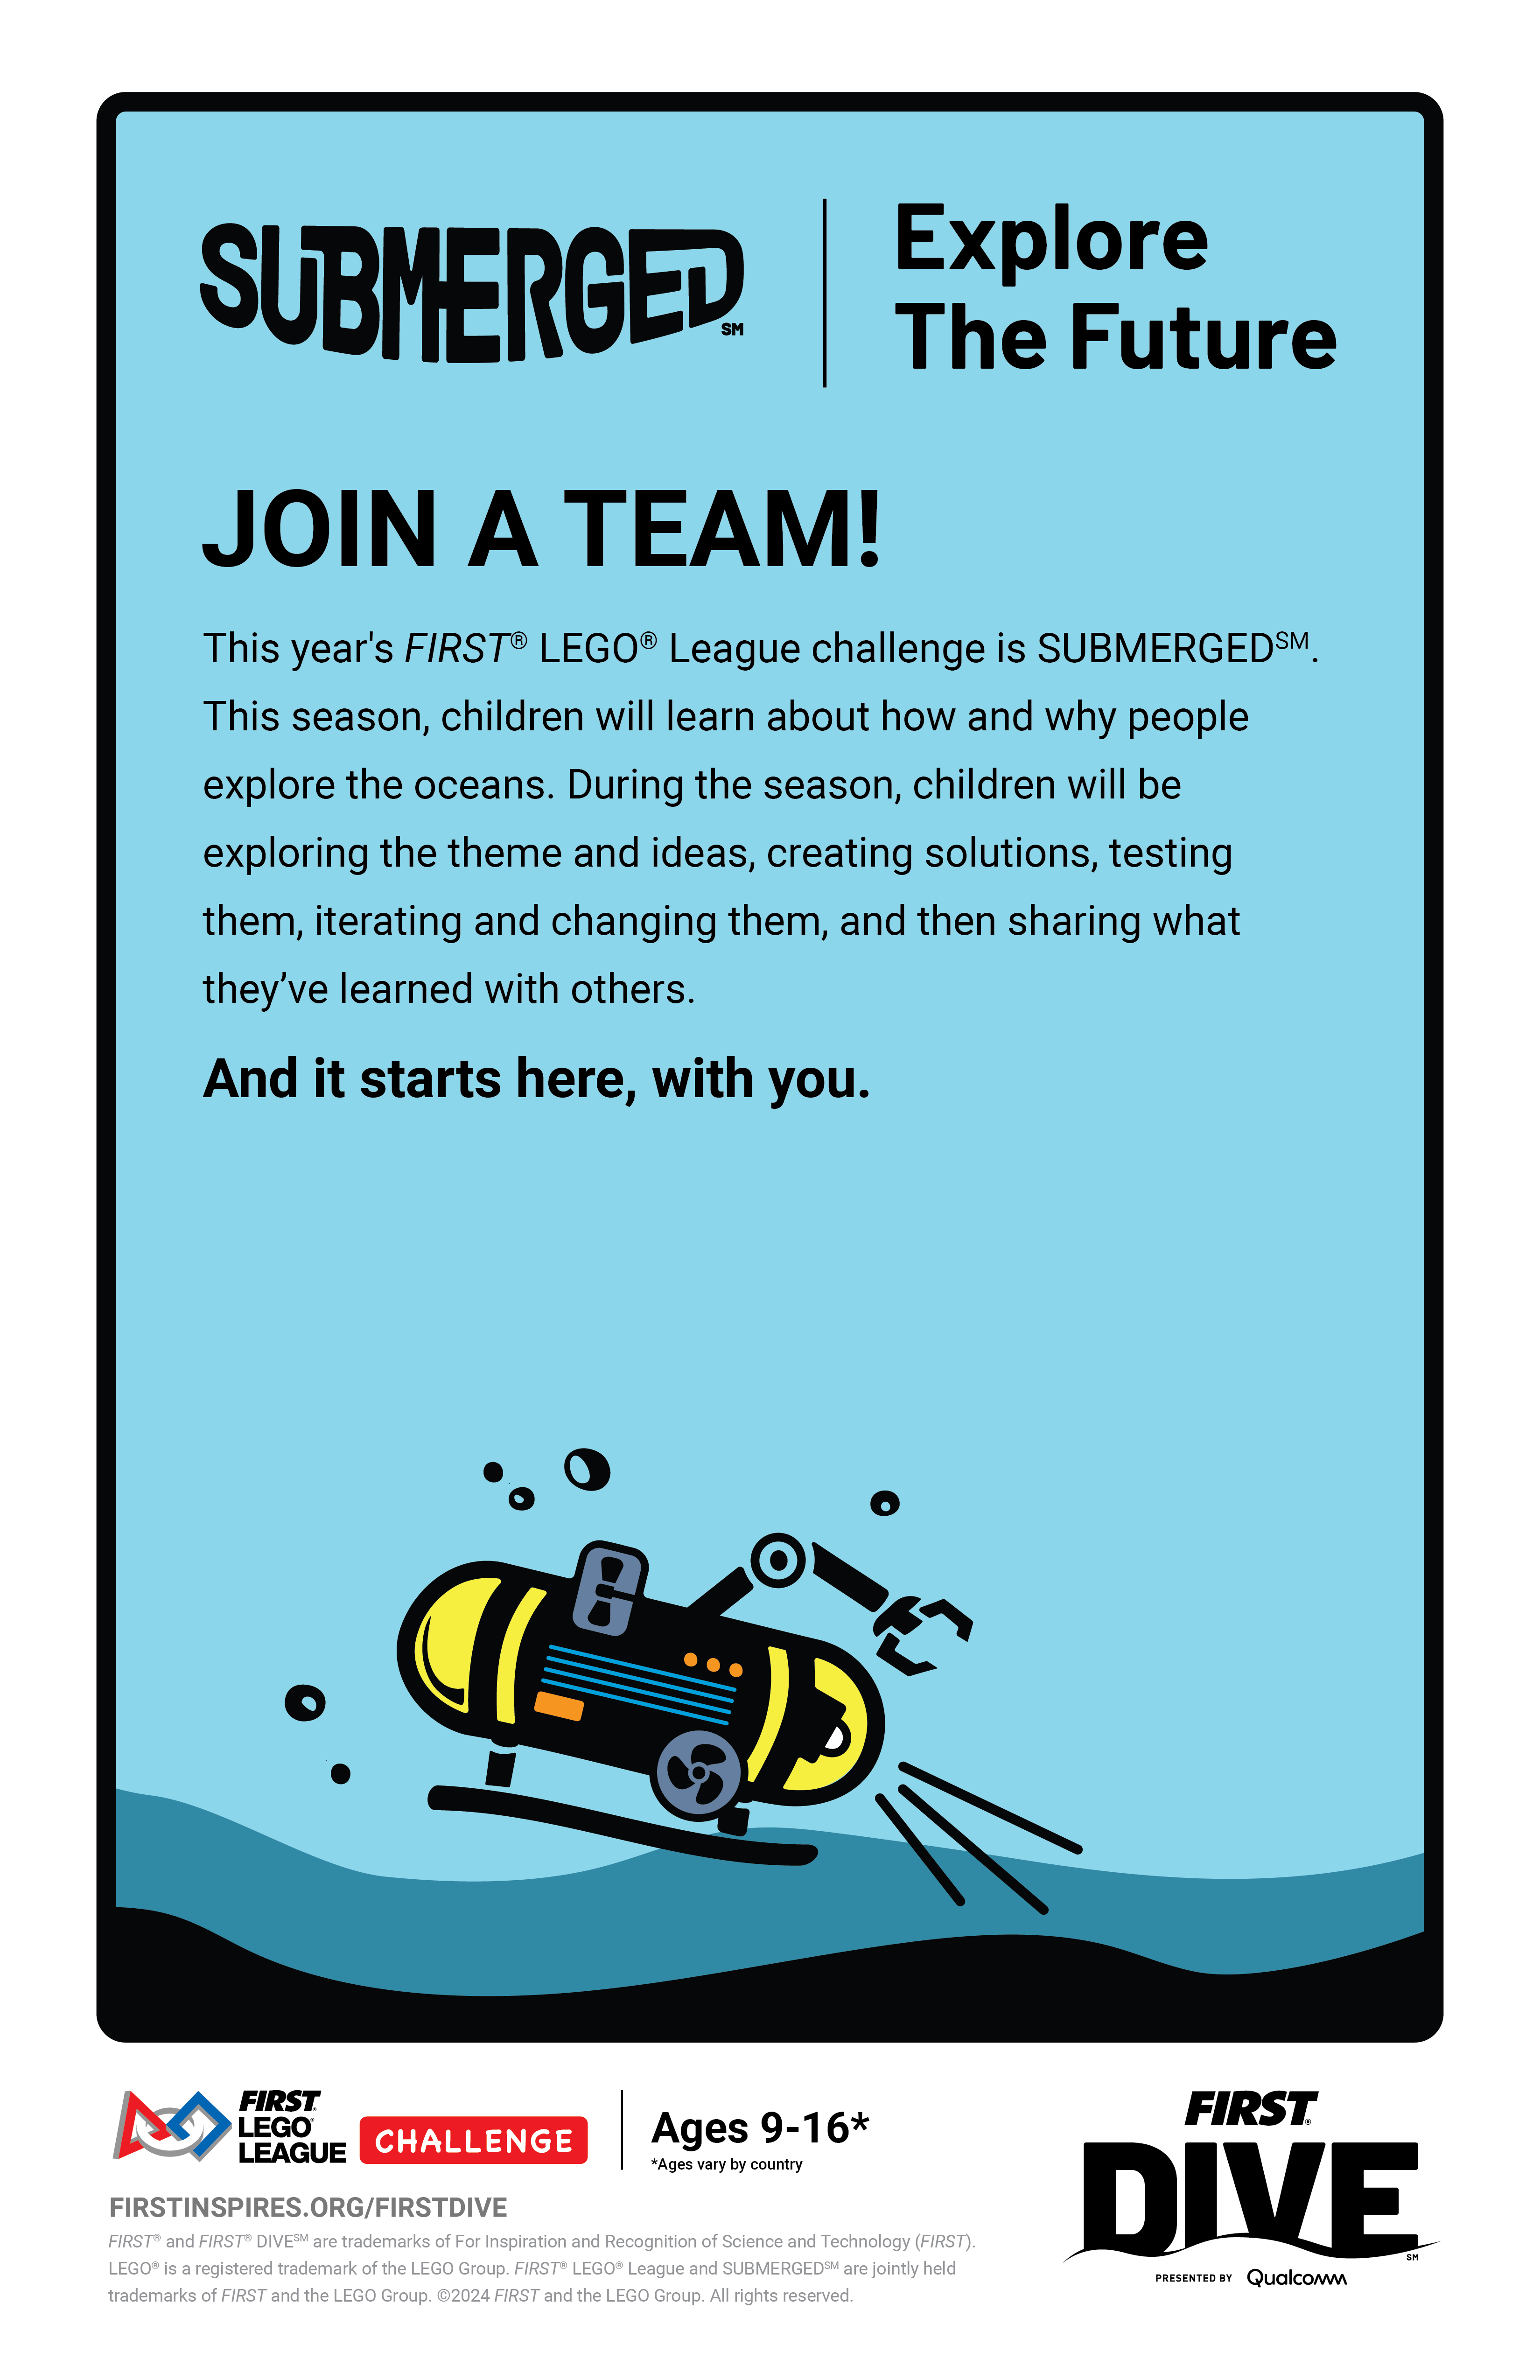 SUBMERGED℠
Explore
The Future
JOIN A TEAM!
This year's FIRST® LEGO® League challenge is SUBMERGED℠.
This season, children will learn about how and why people
explore the oceans. During the season, children will be
exploring the theme and ideas, creating solutions, testing
them, iterating and changing them, and then sharing what
they’ve learned with others.
And it starts here, with you.
FIRST®
LEGO®
LEAGUE
CHALLENGE
Ages 9-16*
*Ages vary by country
FIRSTINSPIRES.ORG/FIRSTDIVE
FIRST® and FIRST® DIVE℠ are trademarks of For Inspiration and Recognition of Science and Technology (FIRST).
LEGO® is a registered trademark of the LEGO Group. FIRST® LEGO® League and SUBMERGED℠ are jointly held
trademarks of FIRST and the LEGO Group. ©2024 FIRST and the LEGO Group. All rights reserved.
FIRST®
DIVE℠
PRESENTED BY Qualcomm